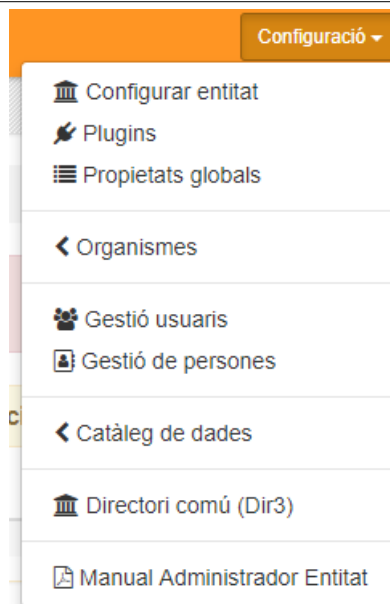 Configuració
Configurar entitat
Plugins
Propietats globals
Organismes
Gestió usuaris
Gestió de persones
Catàleg de dades
Directori comú (Dir3)
Manual Administrador Entitat